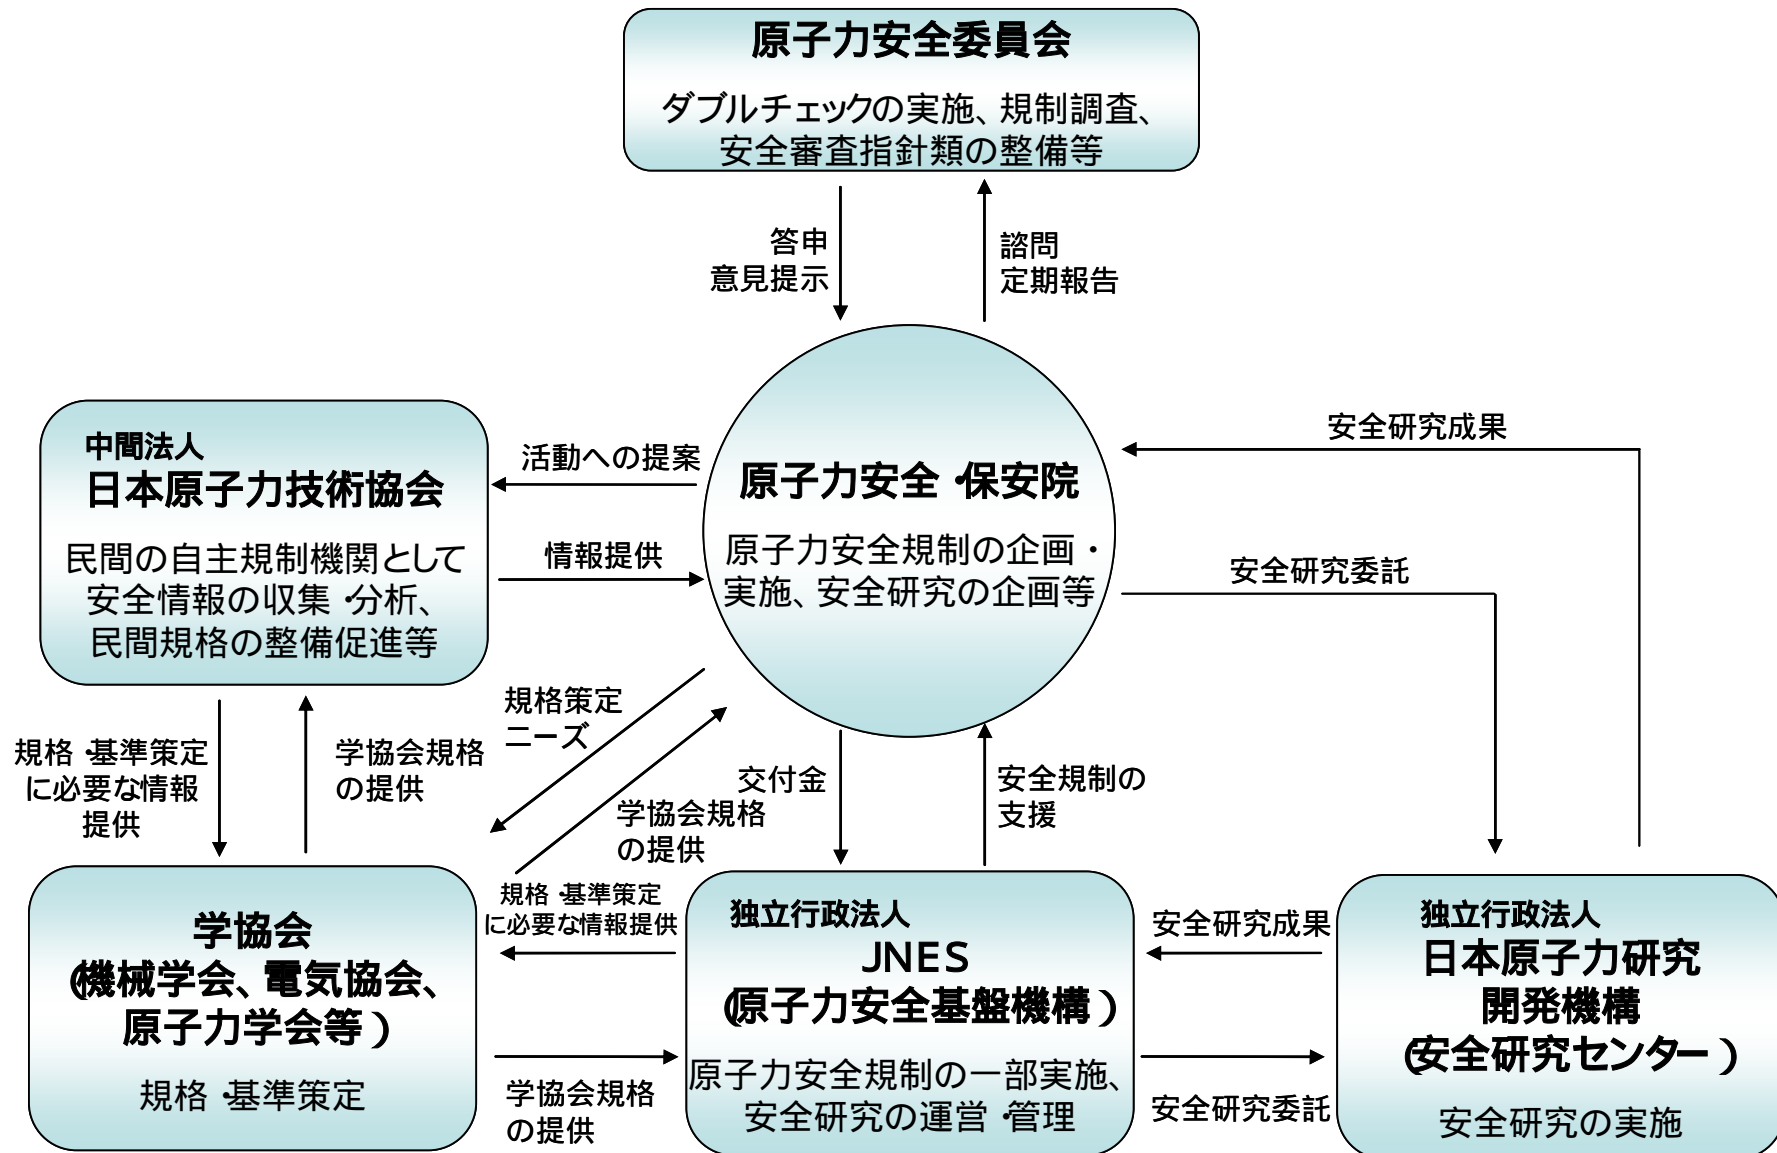 原子力安全委員会
ダブルチェックの実施、規制調査、
安全審査指針類の整備等
答申
意見提示
諮問
定期報告
中間法人
日本原子力技術協会
民間の自主規制機関として
安全情報の収集・分析、
民間規格の整備促進等
活動への提案
情報提供
原子力安全・保安院
原子力安全規制の企画・
実施、安全研究の企画等
安全研究成果
安全研究委託
規格・基準策定
に必要な情報
提供
学協会規格
の提供
規格策定
ニーズ
学協会規格
の提供
交付金
安全規制の
支援
学協会
(機械学会、電気協会、
原子力学会等)
規格・基準策定
規格・基準策定
に必要な情報提供
学協会規格
の提供
独立行政法人
JNES
(原子力安全基盤機構)
原子力安全規制の一部実施、
安全研究の運営・管理
安全研究成果
安全研究委託
独立行政法人
日本原子力研究
開発機構
(安全研究センター)
安全研究の実施